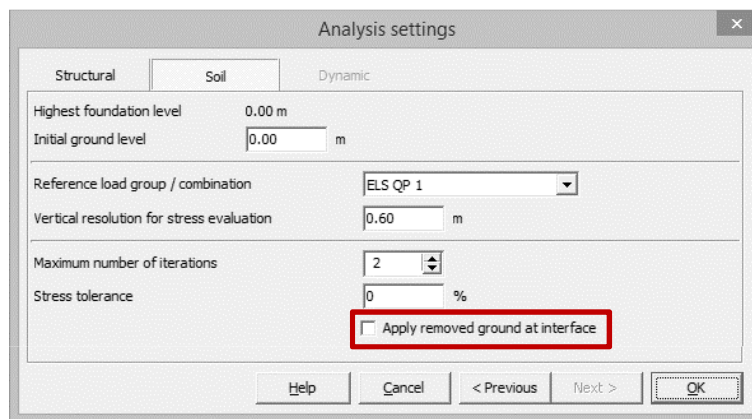 Analysis settings
Structural Soil Dynamic
Highest foundation level 0.00 m
Initial ground level 0.00 m
Reference load group / combination ELS QP 1
Vertical resolution for stress evaluation 0.60 m
Maximum number of iterations 2
Stress tolerance 0 %
Apply removed ground at interface
Help Cancel < Previous Next > OK